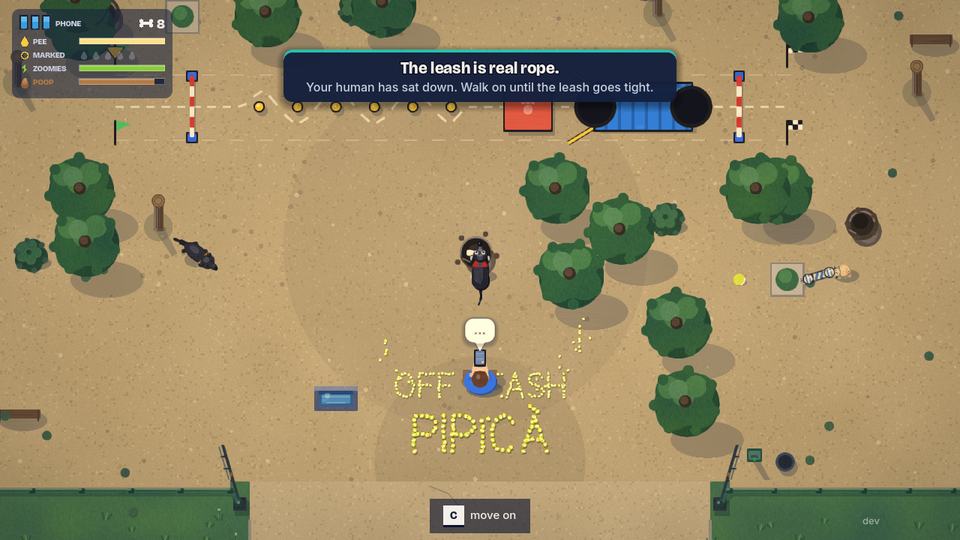 PHONE 8
PEE
MARKED
ZOOMIES
POOP
The leash is real rope.
Your human has sat down. Walk on until the leash goes tight.
...
OFF ASH
PIPICÀ
C move on
dev